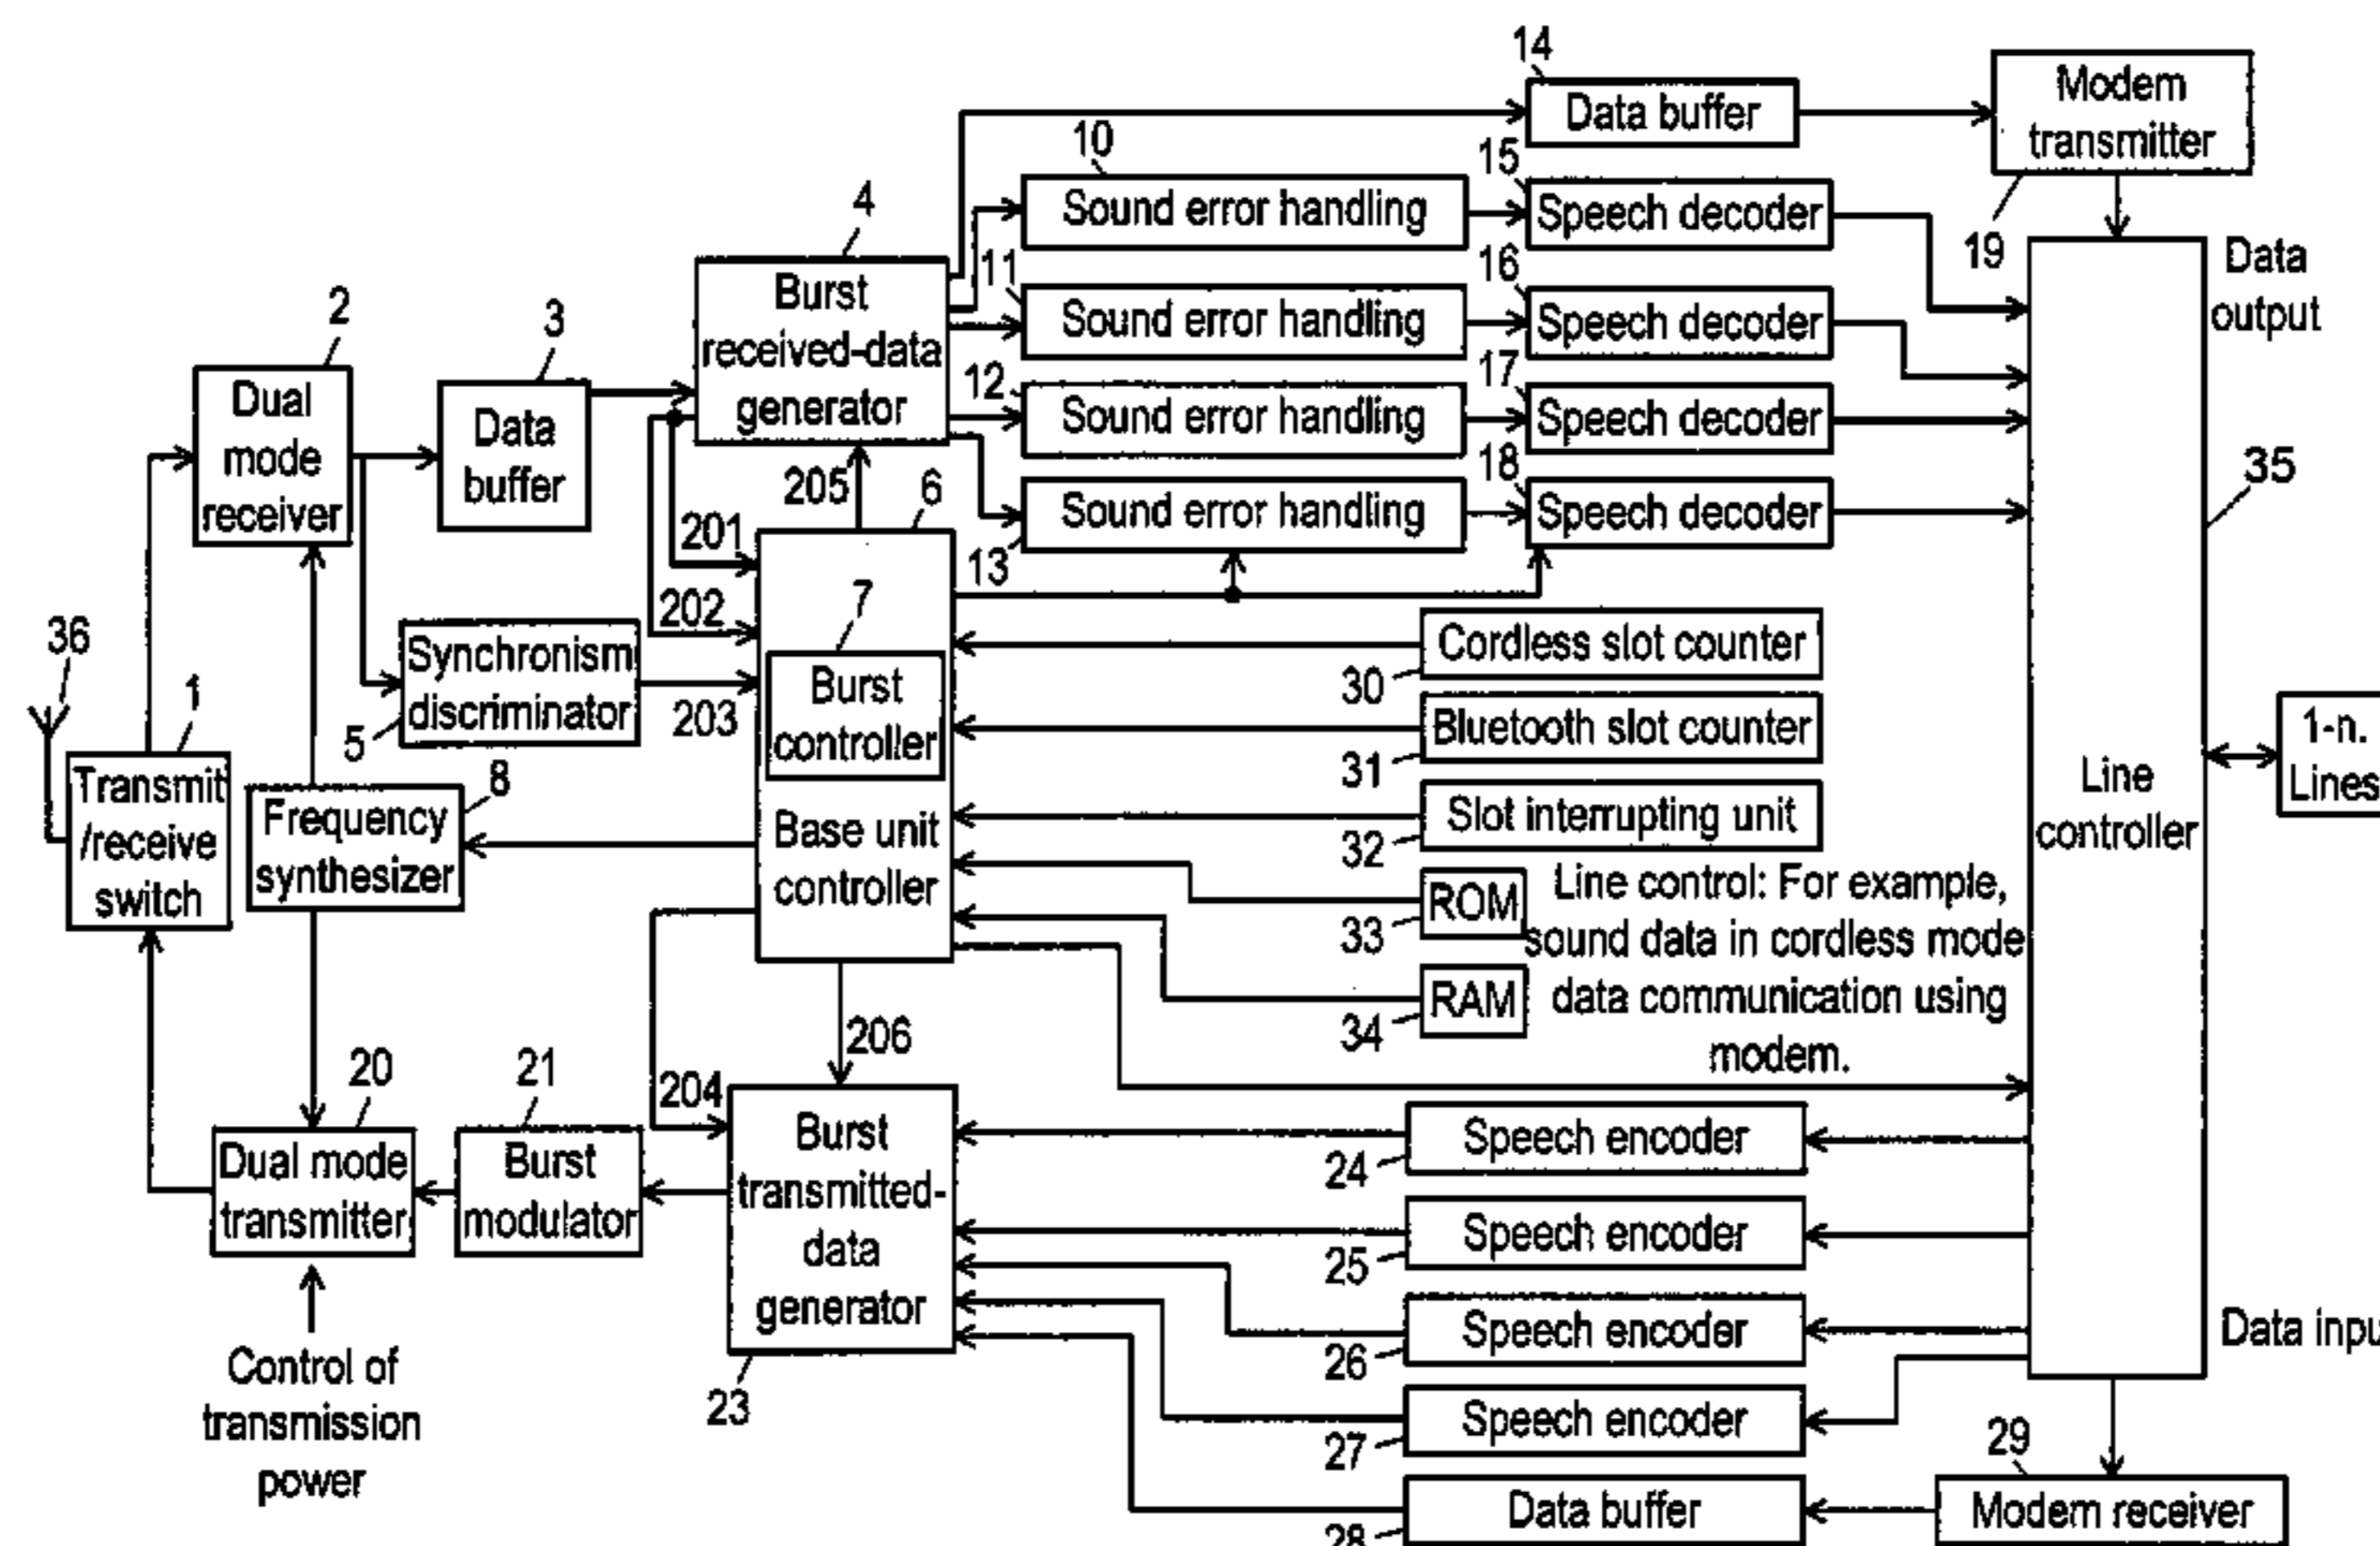 14
Data buffer
Modem
transmitter
19
10
Sound error handling
15
Speech decoder
4
Burst
received-data
generator
11
Sound error handling
16
Speech decoder
Data
output
2
Dual
mode
receiver
3
Data
buffer
12
Sound error handling
17
Speech decoder
205
6
13
Sound error handling
18
Speech decoder
35
201
202
203
7
Burst
controller
Base unit
controller
36
1
Transmit
/receive
switch
Synchronism
discriminator
5
8
Frequency
synthesizer
Cordless slot counter
30
Bluetooth slot counter
31
Slot interrupting unit
32
ROM
33
RAM
34
Line control: For example,
sound data in cordless mode
data communication using
modem.
Line
controller
1-n.
Lines
206
204
20
Dual mode
transmitter
21
Burst
modulator
Burst
transmitted-
data
generator
23
Control of
transmission
power
Speech encoder
24
Speech encoder
25
Speech encoder
26
Speech encoder
27
Data buffer
28
29
Modem receiver
Data inpu